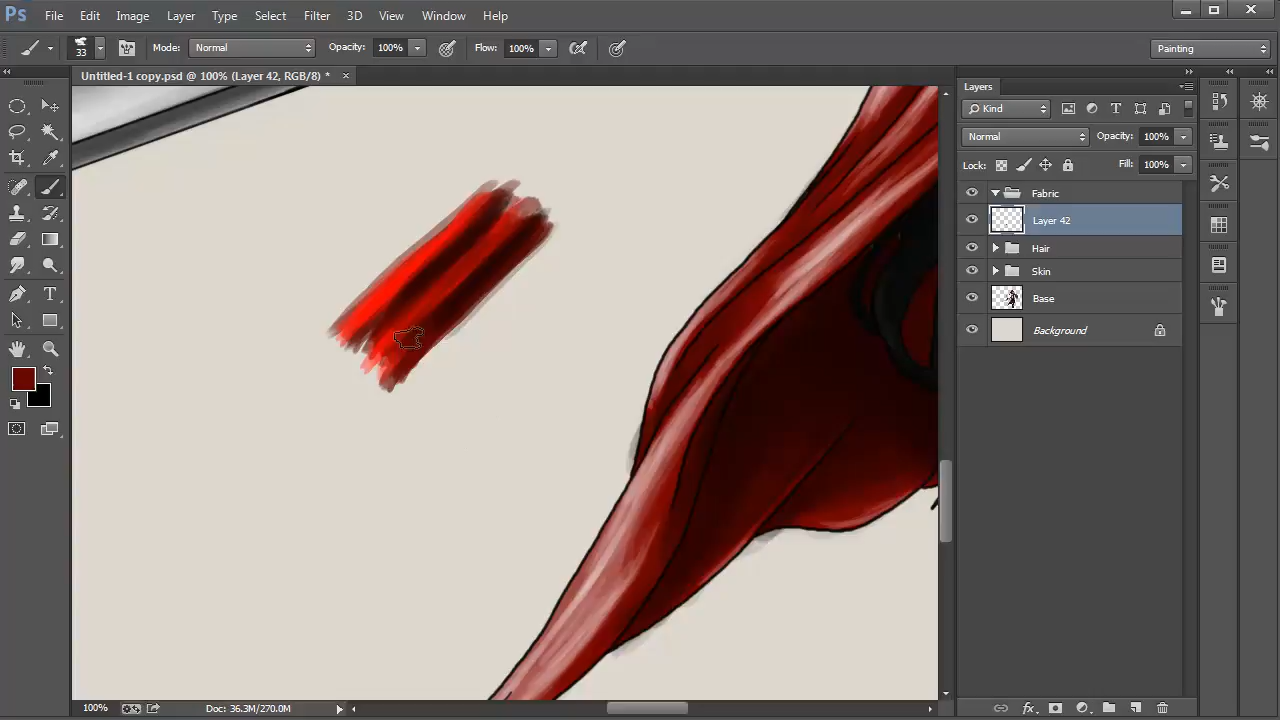 Ps File Edit Image Layer Type Select Filter 3D View Window Help
33 Mode: Normal Opacity: 100% Flow: 100% Painting
Untitled-1 copy.psd @ 100% (Layer 42, RGB/8) * ×
Layers
Kind
Normal Opacity: 100%
Lock: Fill: 100%
Fabric
Layer 42
Hair
Skin
Base
Background
100% Doc: 36.3M/270.0M